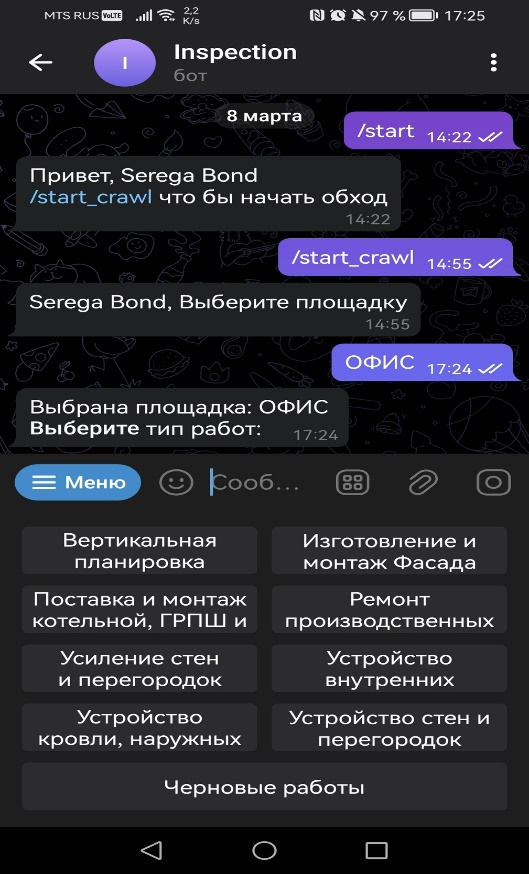 MTS RUS VoLTE 2,2 K/s 97 % 17:25
I
Inspection
бот
8 марта
/start 14:22
Привет, Serega Bond
/start_crawl что бы начать обход
14:22
/start_crawl 14:55
Serega Bond, Выберите площадку
14:55
ОФИС 17:24
Выбрана площадка: ОФИС
Выберите тип работ: 17:24
Меню
Сооб...
Вертикальная
планировка
Изготовление и
монтаж Фасада
Поставка и монтаж
котельной, ГРПШ и
Ремонт
производственных
Усиление стен
и перегородок
Устройство
внутренних
Устройство
кровли, наружных
Устройство стен и
перегородок
Черновые работы